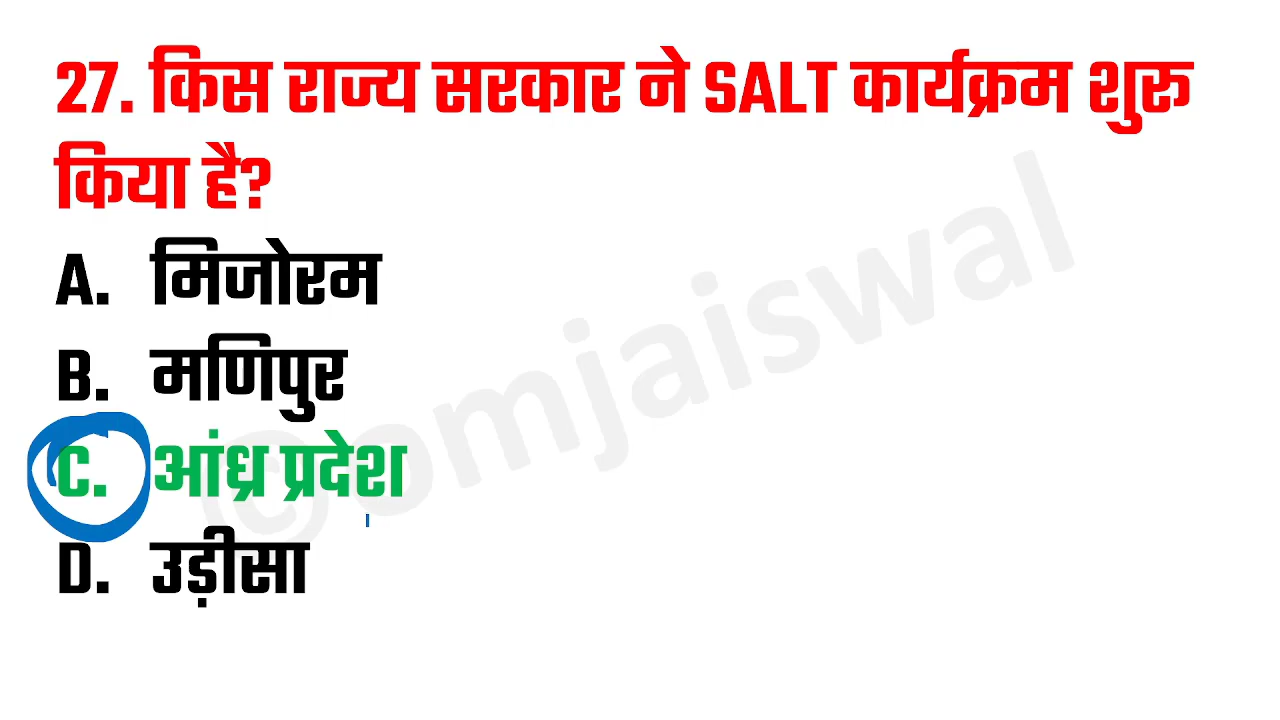 27. किस राज्य सरकार ने SALT कार्यक्रम शुरू
किया है?
A. मिजोरम
B. मणिपुर
C. आंध्र प्रदेश
D. उड़ीसा
©omjaiswal